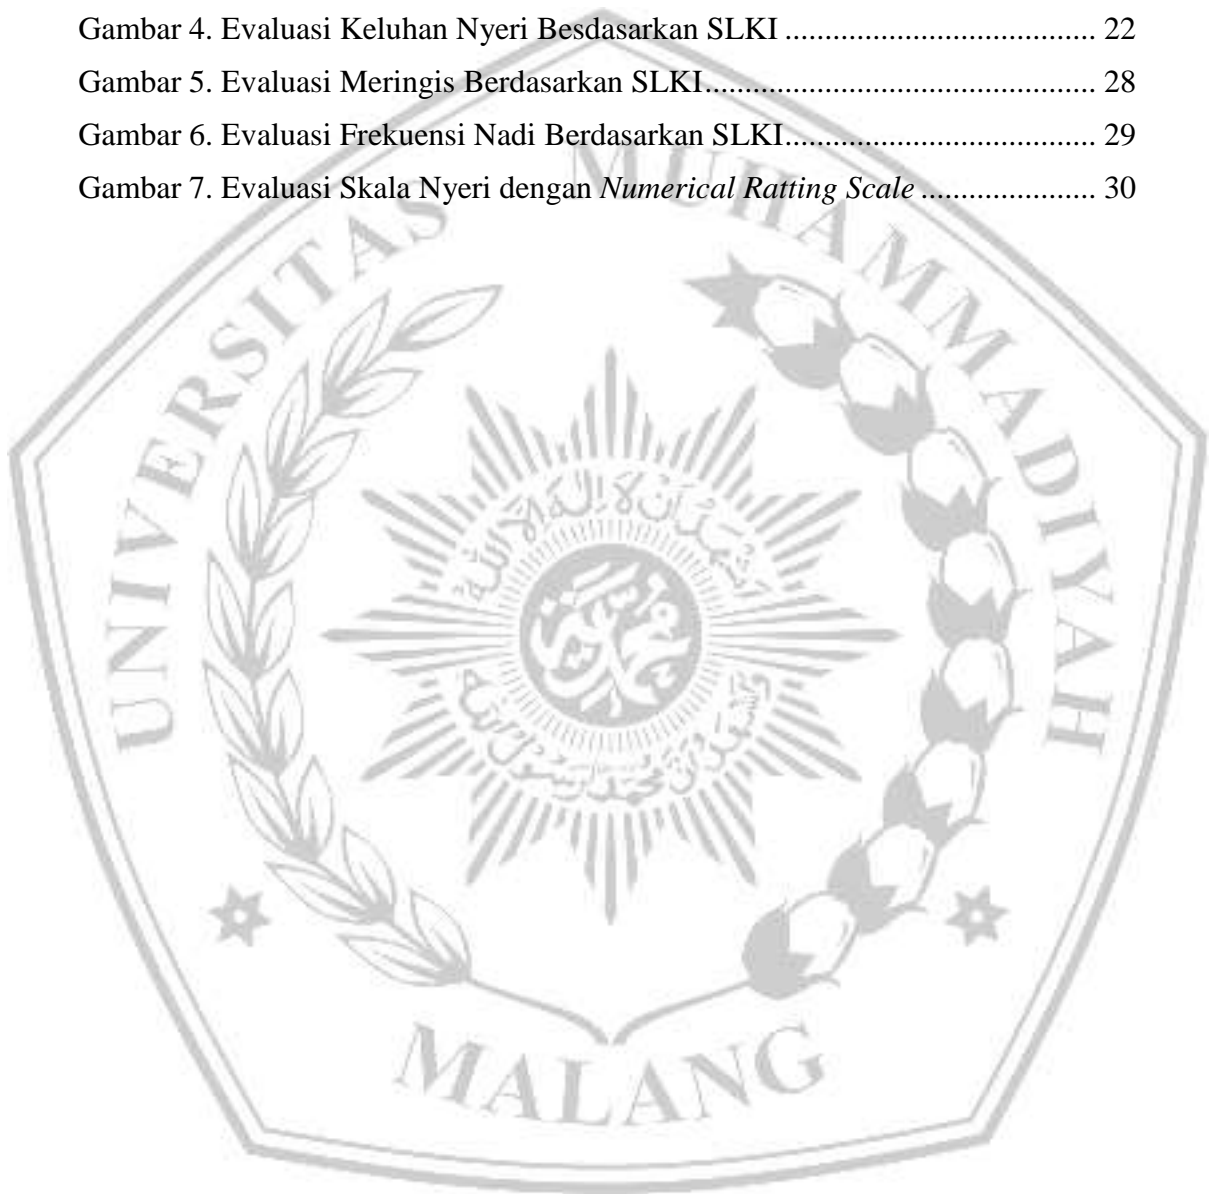 Gambar 4. Evaluasi Keluhan Nyeri Besdasarkan SLKI ...................................... 22
Gambar 5. Evaluasi Meringis Berdasarkan SLKI............................................... 28
Gambar 6. Evaluasi Frekuensi Nadi Berdasarkan SLKI...................................... 29
Gambar 7. Evaluasi Skala Nyeri dengan Numerical Ratting Scale ..................... 30
UNIVERSITAS MUHAMMADIYAH
MALANG